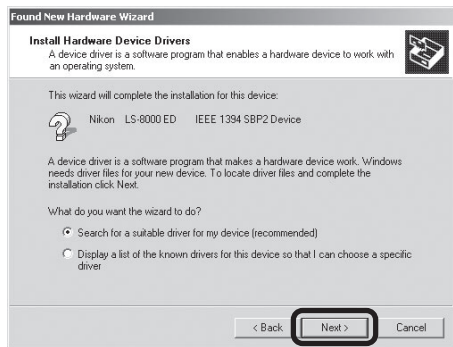 Found New Hardware Wizard
Install Hardware Device Drivers
A device driver is a software program that enables a hardware device to work with
an operating system.
This wizard will complete the installation for this device:
Nikon LS-8000 ED IEEE 1394 SBP2 Device
A device driver is a software program that makes a hardware device work. Windows
needs driver files for your new device. To locate driver files and complete the
installation click Next.
What do you want the wizard to do?
Search for a suitable driver for my device (recommended)
Display a list of the known drivers for this device so that I can choose a specific
driver
< Back Next > Cancel